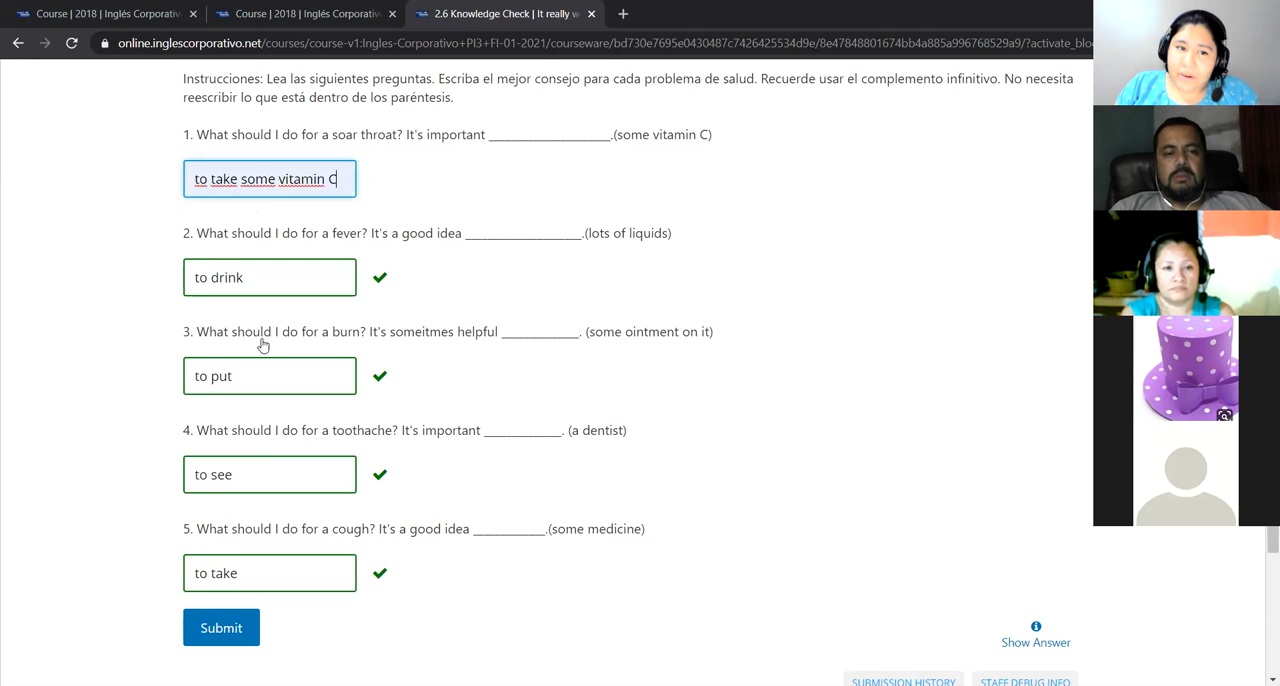 Course | 2018 | Inglés Corporativ
Course | 2018 | Inglés Corporativ
2.6 Knowledge Check | It really w
online.inglescorporativo.net/courses/course-v1:Ingles-Corporativo+PI3+FI-01-2021/courseware/bd730e7695e0430487c7426425534d9e/8e47848801674bb4a885a996768529a9/?activate_blo
Instrucciones: Lea las siguientes preguntas. Escriba el mejor consejo para cada problema de salud. Recuerde usar el complemento infinitivo. No necesita
reescribir lo que está dentro de los paréntesis.
1. What should I do for a soar throat? It's important ____________________.(some vitamin C)
to take some vitamin C
2. What should I do for a fever? It's a good idea ___________________.(lots of liquids)
to drink
3. What should I do for a burn? It's someitmes helpful ____________. (some ointment on it)
to put
4. What should I do for a toothache? It's important ____________. (a dentist)
to see
5. What should I do for a cough? It's a good idea ___________.(some medicine)
to take
Submit
Show Answer
SUBMISSION HISTORY
STAFF DEBUG INFO